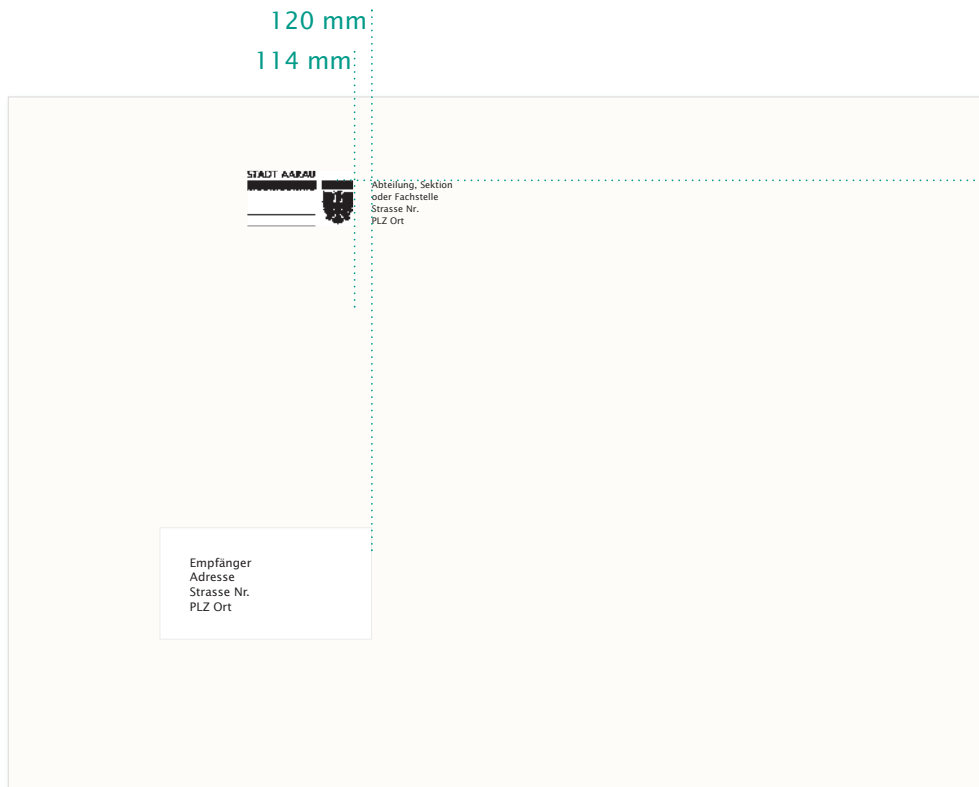 120 mm
114 mm
STADT AARAU
Abteilung, Sektion
oder Fachstelle
Strasse Nr.
PLZ Ort
Empfänger
Adresse
Strasse Nr.
PLZ Ort